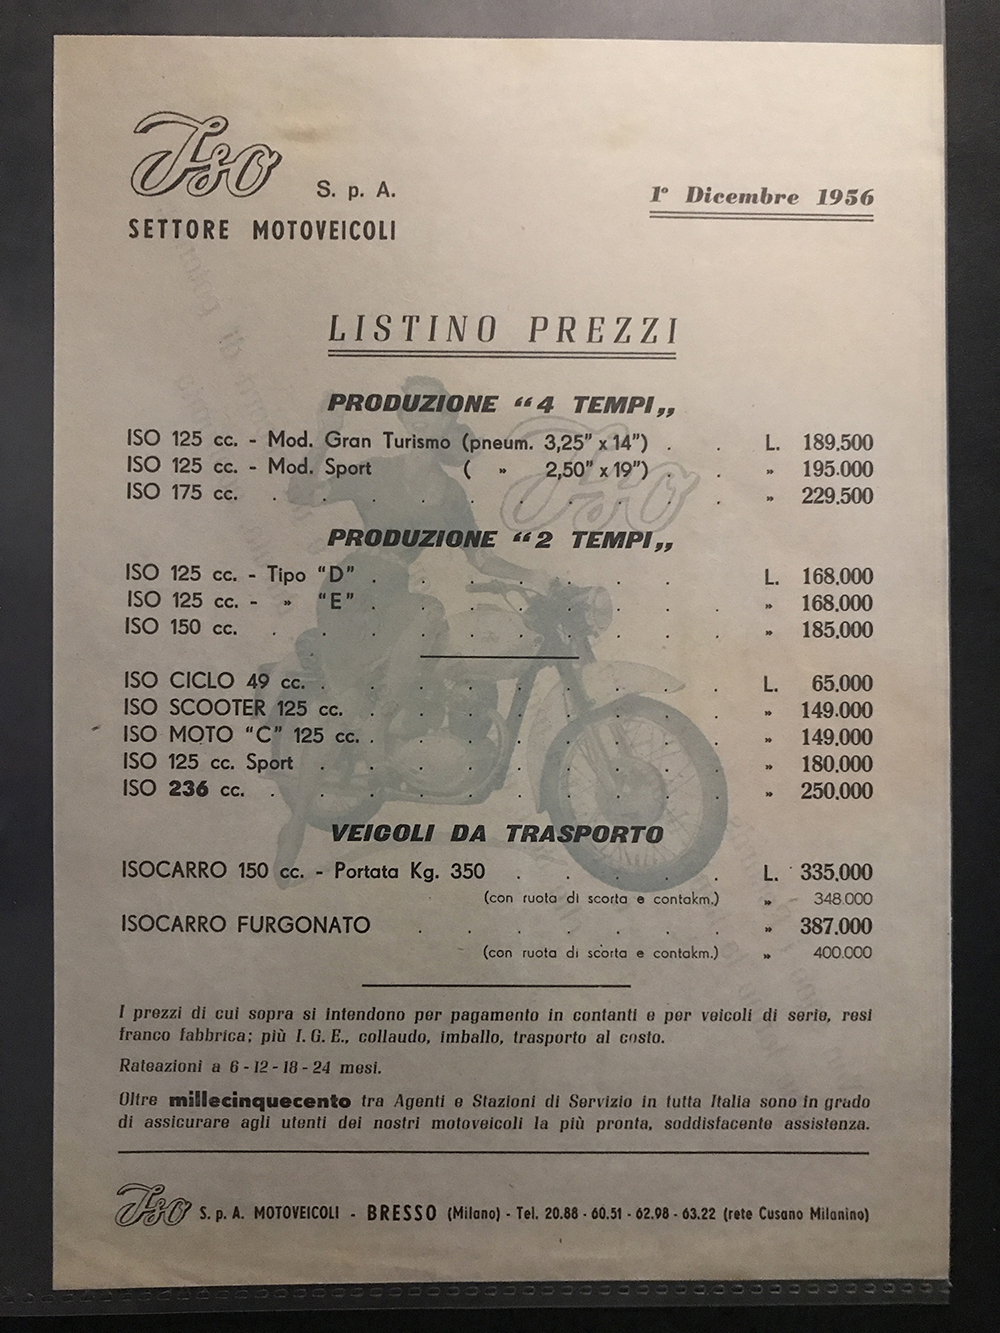 Iso S. p. A.
SETTORE MOTOVEICOLI
1º Dicembre 1956
LISTINO PREZZI
PRODUZIONE “4 TEMPI„
ISO 125 cc. - Mod. Gran Turismo (pneum. 3,25” x 14”) . . L. 189.500
ISO 125 cc. - Mod. Sport ( » 2,50” x 19”) . . » 195.000
ISO 175 cc. . . . . . . . . . . » 229.500
Iso
PRODUZIONE “2 TEMPI„
ISO 125 cc. - Tipo “D” . . . . . . . . L. 168.000
ISO 125 cc. - » “E” . . . . . . . . » 168.000
ISO 150 cc. . . . . . . . . . . » 185.000
ISO CICLO 49 cc. . . . . . . . . . L. 65.000
ISO SCOOTER 125 cc. . . . . . . . . » 149.000
ISO MOTO “C” 125 cc. . . . . . . . . » 149.000
ISO 125 cc. Sport . . . . . . . . . » 180.000
ISO 236 cc. . . . . . . . . . . » 250.000
VEICOLI DA TRASPORTO
ISOCARRO 150 cc. - Portata Kg. 350 . . . . . L. 335.000
(con ruota di scorta e contakm.) » 348.000
ISOCARRO FURGONATO . . . . . . . » 387.000
(con ruota di scorta e contakm.) » 400.000
I prezzi di cui sopra si intendono per pagamento in contanti e per veicoli di serie, resi
franco fabbrica; più I. G. E., collaudo, imballo, trasporto al costo.
Rateazioni a 6 - 12 - 18 - 24 mesi.
Oltre millecinquecento tra Agenti e Stazioni di Servizio in tutta Italia sono in grado
di assicurare agli utenti dei nostri motoveicoli la più pronta, soddisfacente assistenza.
Iso S. p. A. MOTOVEICOLI - BRESSO (Milano) - Tel. 20.88 - 60.51 - 62.98 - 63.22 (rete Cusano Milanino)